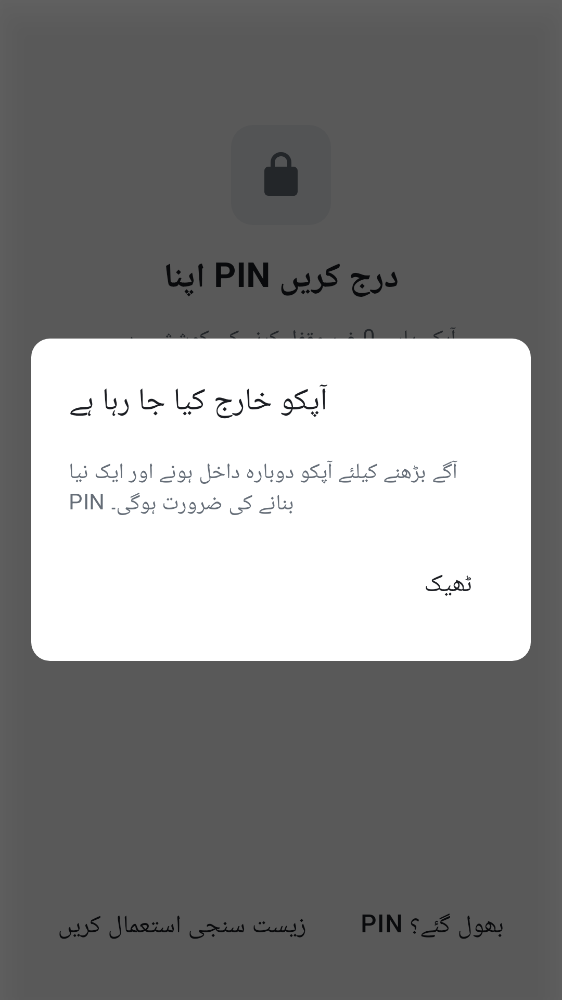 اپنا PIN درج کریں
آپکو خارج کیا جا رہا ہے
آگے بڑھنے کیلئے آپکو دوبارہ داخل ہونے اور ایک نیا
PIN بنانے کی ضرورت ہوگی۔
ٹھیک
PIN بھول گئے؟
زیست سنجی استعمال کریں